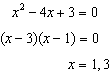 x² − 4x + 3 = 0
(x − 3)(x − 1) = 0
x = 1, 3